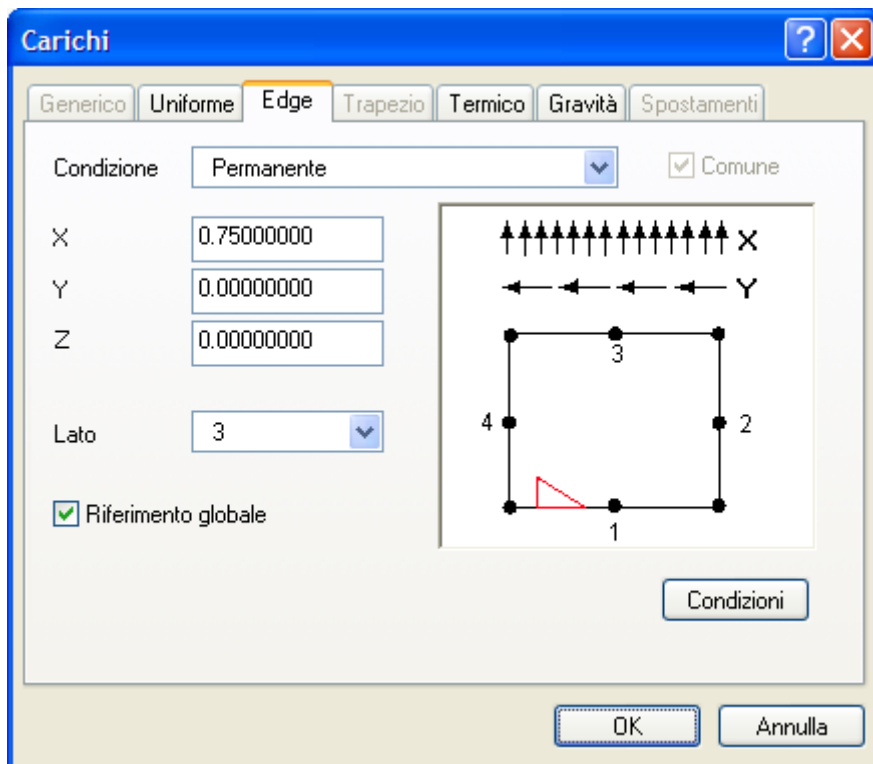 Carichi
Generico Uniforme Edge Trapezio Termico Gravità Spostamenti
Condizione Permanente Comune
X 0.75000000
Y 0.00000000
Z 0.00000000
Lato 3
Riferimento globale
X
Y
3
4 2
1
Condizioni
OK Annulla